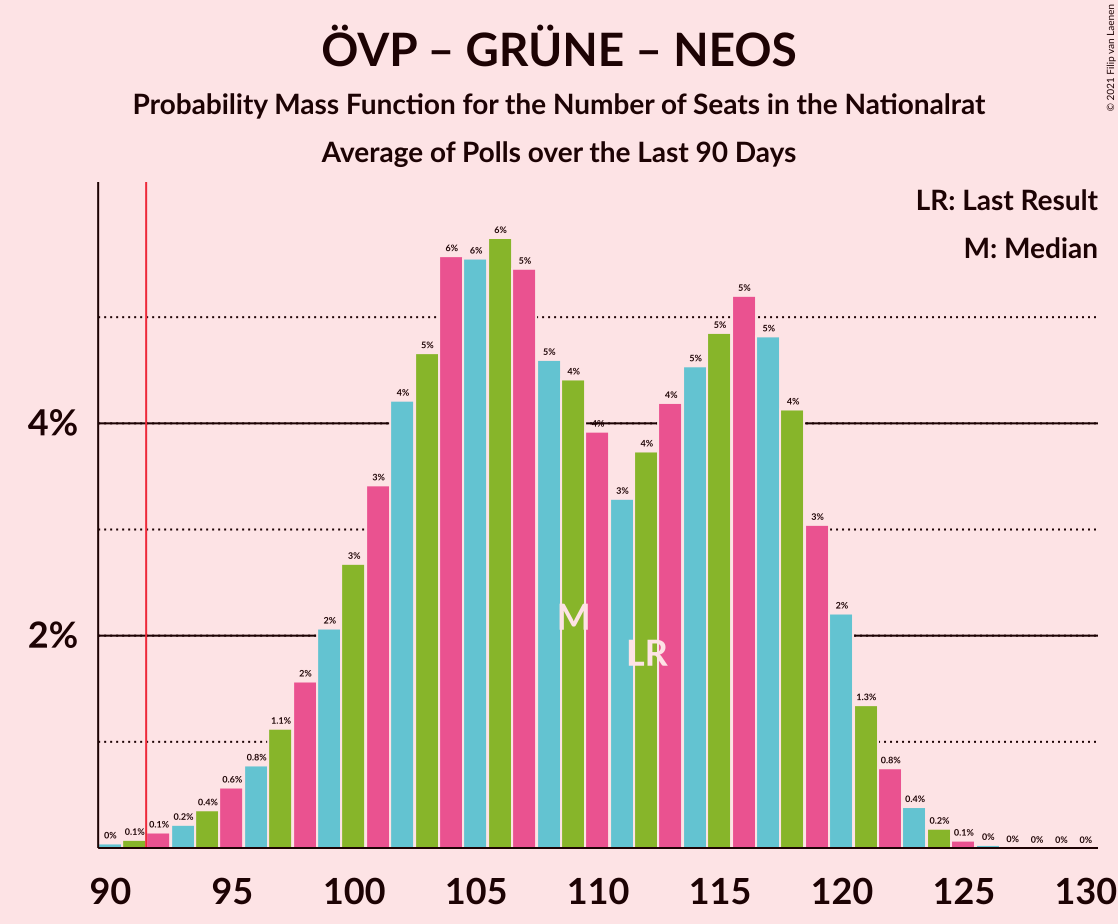 ÖVP – GRÜNE – NEOS
Probability Mass Function for the Number of Seats in the Nationalrat
Average of Polls over the Last 90 Days
© 2021 Filip van Laenen
LR: Last Result
M: Median
4%
2%
0% 0.1% 0.1% 0.2% 0.4% 0.6% 0.8% 1.1% 2% 2% 3% 3% 4% 5% 6% 6% 6% 5% 5% 4% 4% 3% 4% 4% 5% 5% 5% 5% 4% 3% 2% 1.3% 0.8% 0.4% 0.2% 0.1% 0% 0% 0% 0% 0%
M
LR
90 95 100 105 110 115 120 125 130